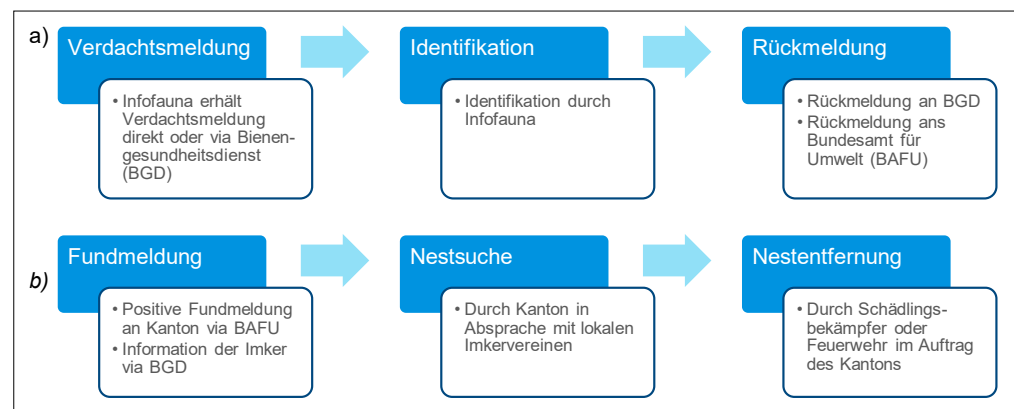 a)
Verdachtsmeldung
• Infofauna erhält
Verdachtsmeldung
direkt oder via Bienen-
gesundheitsdienst
(BGD)
Identifikation
• Identifikation durch
Infofauna
Rückmeldung
• Rückmeldung an BGD
• Rückmeldung ans
Bundesamt für
Umwelt (BAFU)
b)
Fundmeldung
• Positive Fundmeldung
an Kanton via BAFU
• Information der Imker
via BGD
Nestsuche
• Durch Kanton in
Absprache mit lokalen
Imkervereinen
Nestentfernung
• Durch Schädlings-
bekämpfer oder
Feuerwehr im Auftrag
des Kantons